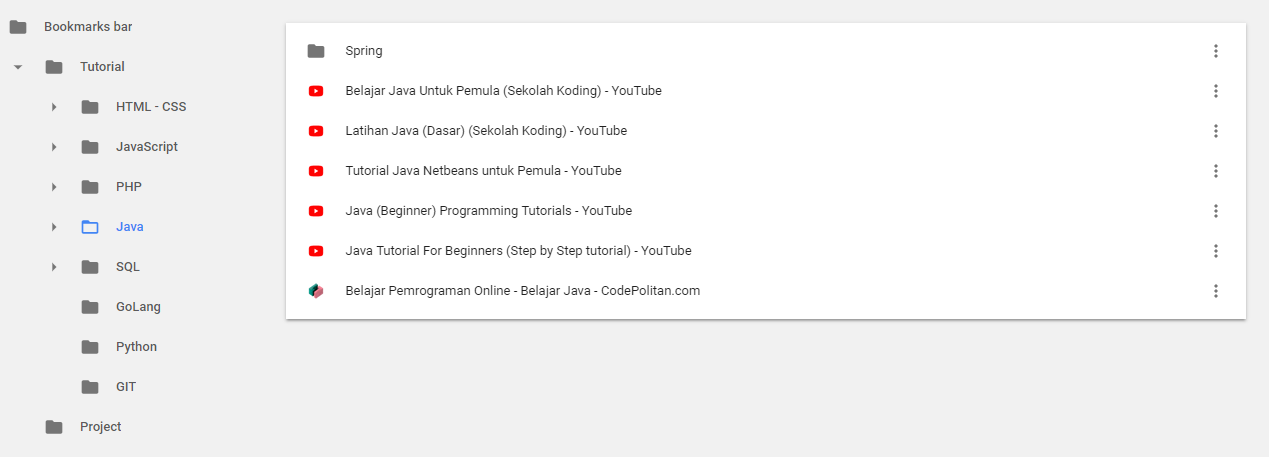 Bookmarks bar
Tutorial
HTML - CSS
JavaScript
PHP
Java
SQL
GoLang
Python
GIT
Project
Spring
Belajar Java Untuk Pemula (Sekolah Koding) - YouTube
Latihan Java (Dasar) (Sekolah Koding) - YouTube
Tutorial Java Netbeans untuk Pemula - YouTube
Java (Beginner) Programming Tutorials - YouTube
Java Tutorial For Beginners (Step by Step tutorial) - YouTube
Belajar Pemrograman Online - Belajar Java - CodePolitan.com